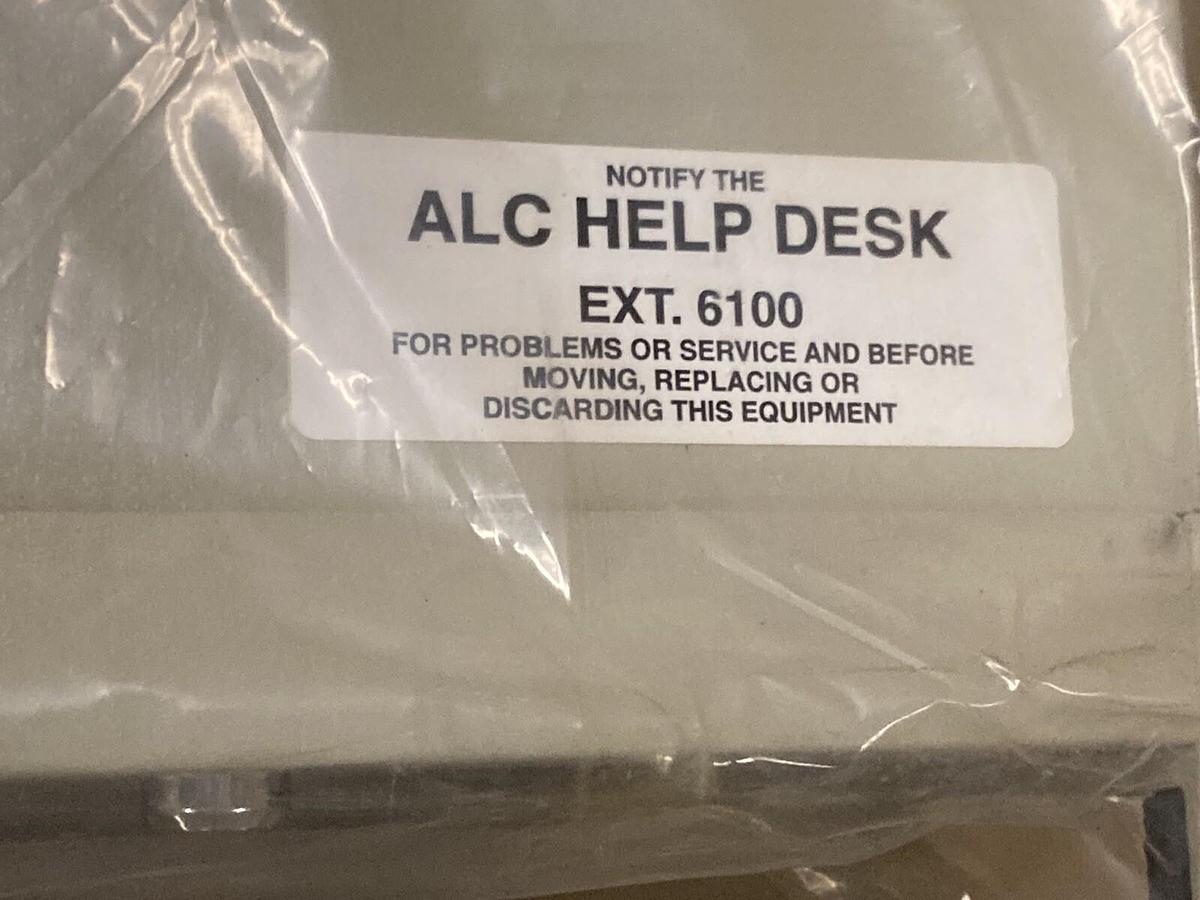 NOTIFY THE
ALC HELP DESK
EXT. 6100
FOR PROBLEMS OR SERVICE AND BEFORE
MOVING, REPLACING OR
DISCARDING THIS EQUIPMENT